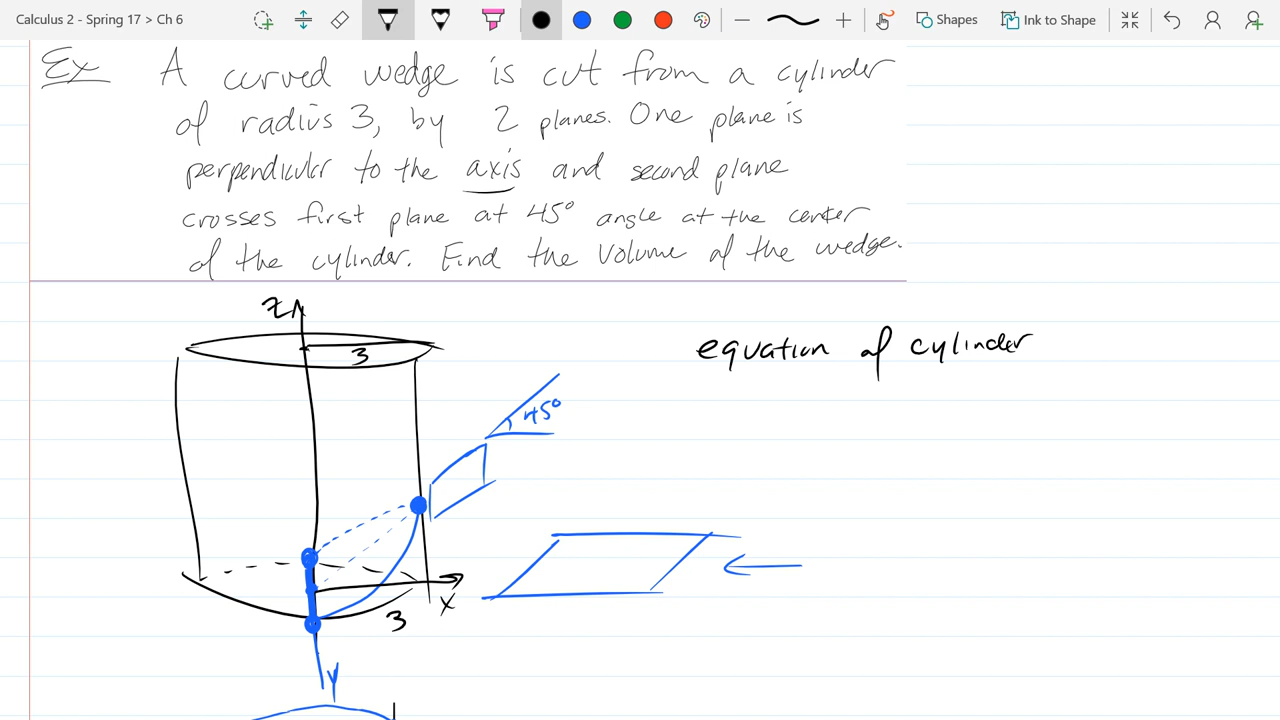 Calculus 2 - Spring 17 > Ch 6
Shapes
Ink to Shape
Ex A curved wedge is cut from a cylinder
of radius 3, by 2 planes. One plane is
perpendicular to the axis and second plane
crosses first plane at 45° angle at the center
of the cylinder. Find the volume of the wedge.
z
3
equation of cylinder
45°
x
3
y